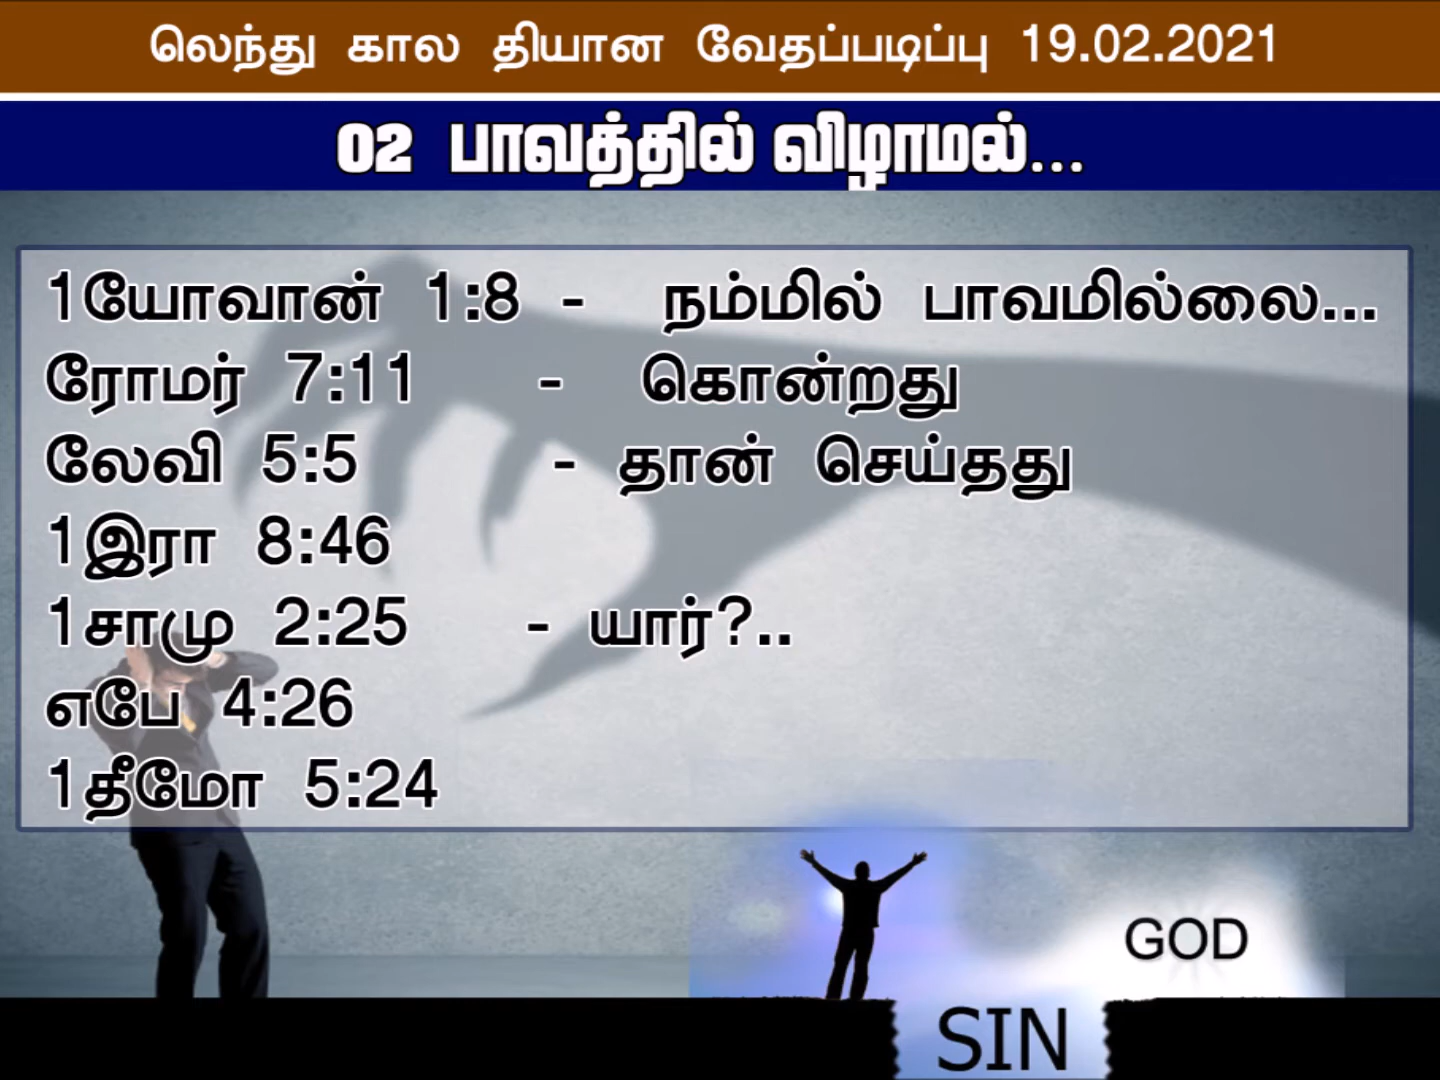 லெந்து கால தியான வேதப்படிப்பு 19.02.2021
02 பாவத்தில் விழாமல்...
1யோவான் 1:8 - நம்மில் பாவமில்லை...
ரோமர் 7:11 - கொன்றது
லேவி 5:5 - தான் செய்தது
1இரா 8:46
1சாமு 2:25 - யார்?..
எபே 4:26
1தீமோ 5:24
GOD
SIN